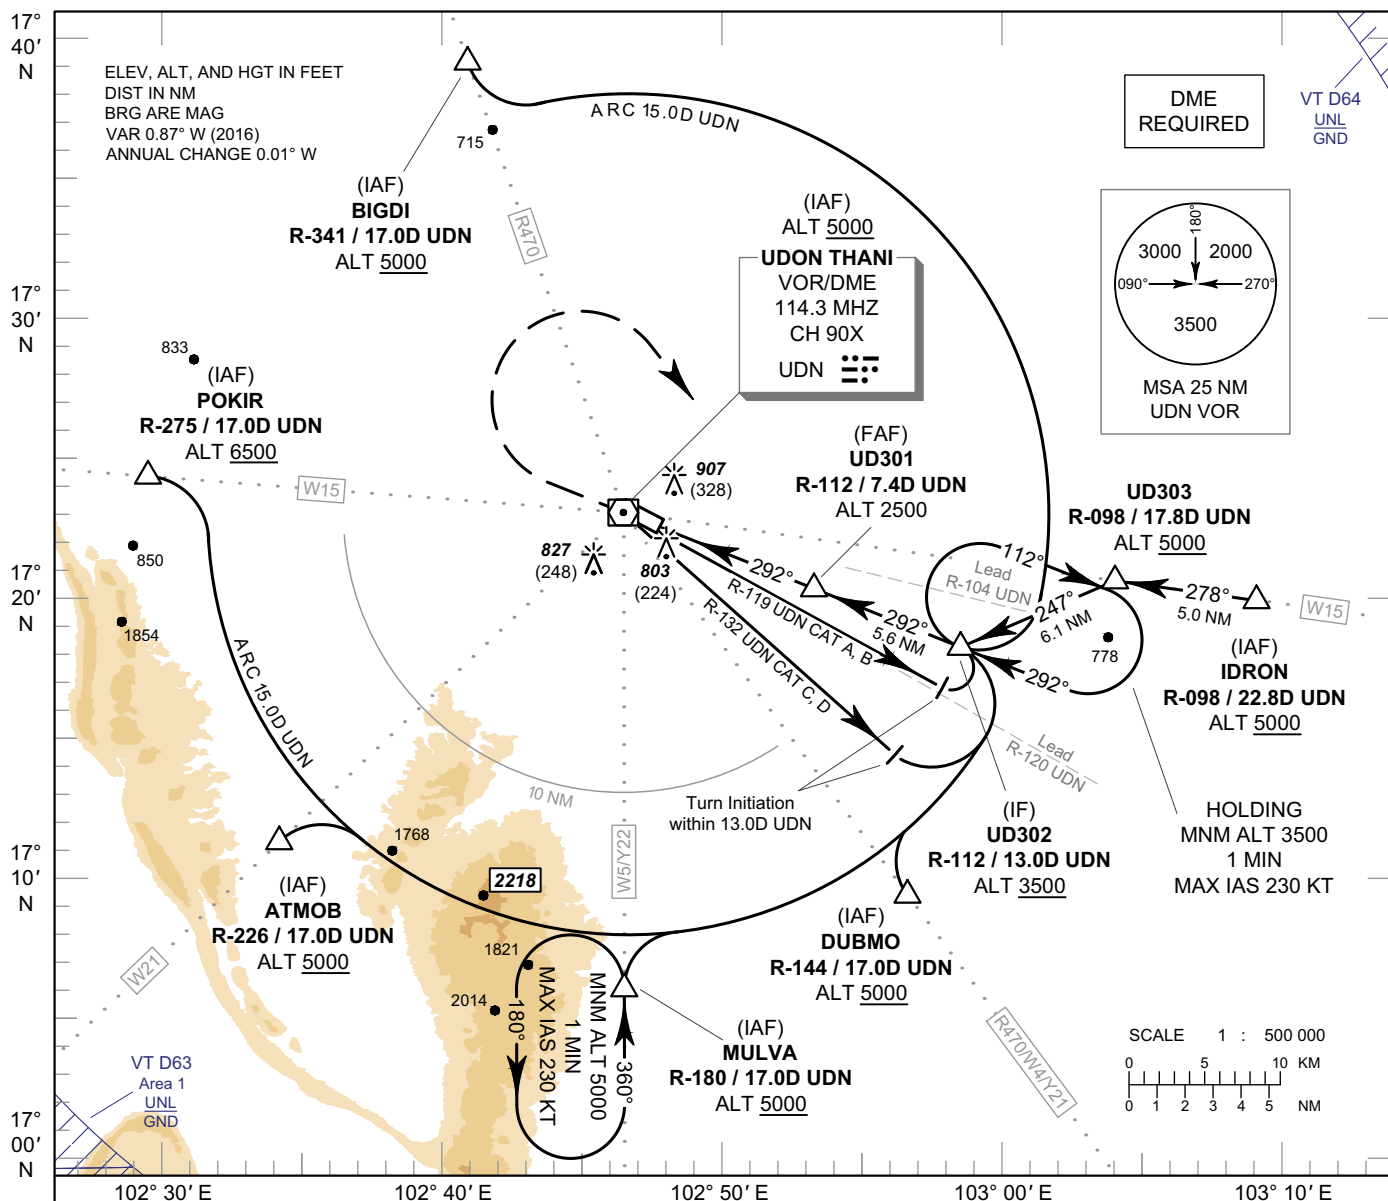 17°
40′
N
17°
30′
N
17°
20′
N
17°
10′
N
17°
00′
N
102° 30′ E
102° 40′ E
102° 50′ E
103° 00′ E
103° 10′ E
ELEV, ALT, AND HGT IN FEET
DIST IN NM
BRG ARE MAG
VAR 0.87° W (2016)
ANNUAL CHANGE 0.01° W
DME
REQUIRED
VT D64
UNL
GND
180°
3000
2000
090°
270°
3500
MSA 25 NM
UDN VOR
ARC 15.0D UDN
715
(IAF)
BIGDI
R-341 / 17.0D UDN
ALT 5000
R470
(IAF)
ALT 5000
UDON THANI
VOR/DME
114.3 MHZ
CH 90X
UDN
833
(IAF)
POKIR
R-275 / 17.0D UDN
ALT 6500
W15
850
1854
907
(328)
827
(248)
803
(224)
(FAF)
UD301
R-112 / 7.4D UDN
ALT 2500
UD303
R-098 / 17.8D UDN
ALT 5000
112°
Lead
R-104 UDN
292°
292°
5.6 NM
247°
6.1 NM
278°
5.0 NM
W15
778
292°
(IAF)
IDRON
R-098 / 22.8D UDN
ALT 5000
R-119 UDN CAT A, B
R-132 UDN CAT C, D
Lead
R-120 UDN
ARC 15.0D UDN
10 NM
Turn Initiation
within 13.0D UDN
HOLDING
MNM ALT 3500
1 MIN
MAX IAS 230 KT
(IF)
UD302
R-112 / 13.0D UDN
ALT 3500
W5/Y22
1768
2218
1821
2014
(IAF)
ATMOB
R-226 / 17.0D UDN
ALT 5000
W21
(IAF)
DUBMO
R-144 / 17.0D UDN
ALT 5000
180°
MAX IAS 230 KT
1 MIN
MNM ALT 5000
360°
(IAF)
MULVA
R-180 / 17.0D UDN
ALT 5000
R470/W4/Y21
VT D63
Area 1
UNL
GND
SCALE 1 : 500 000
0 5 10 KM
0 1 2 3 4 5 NM